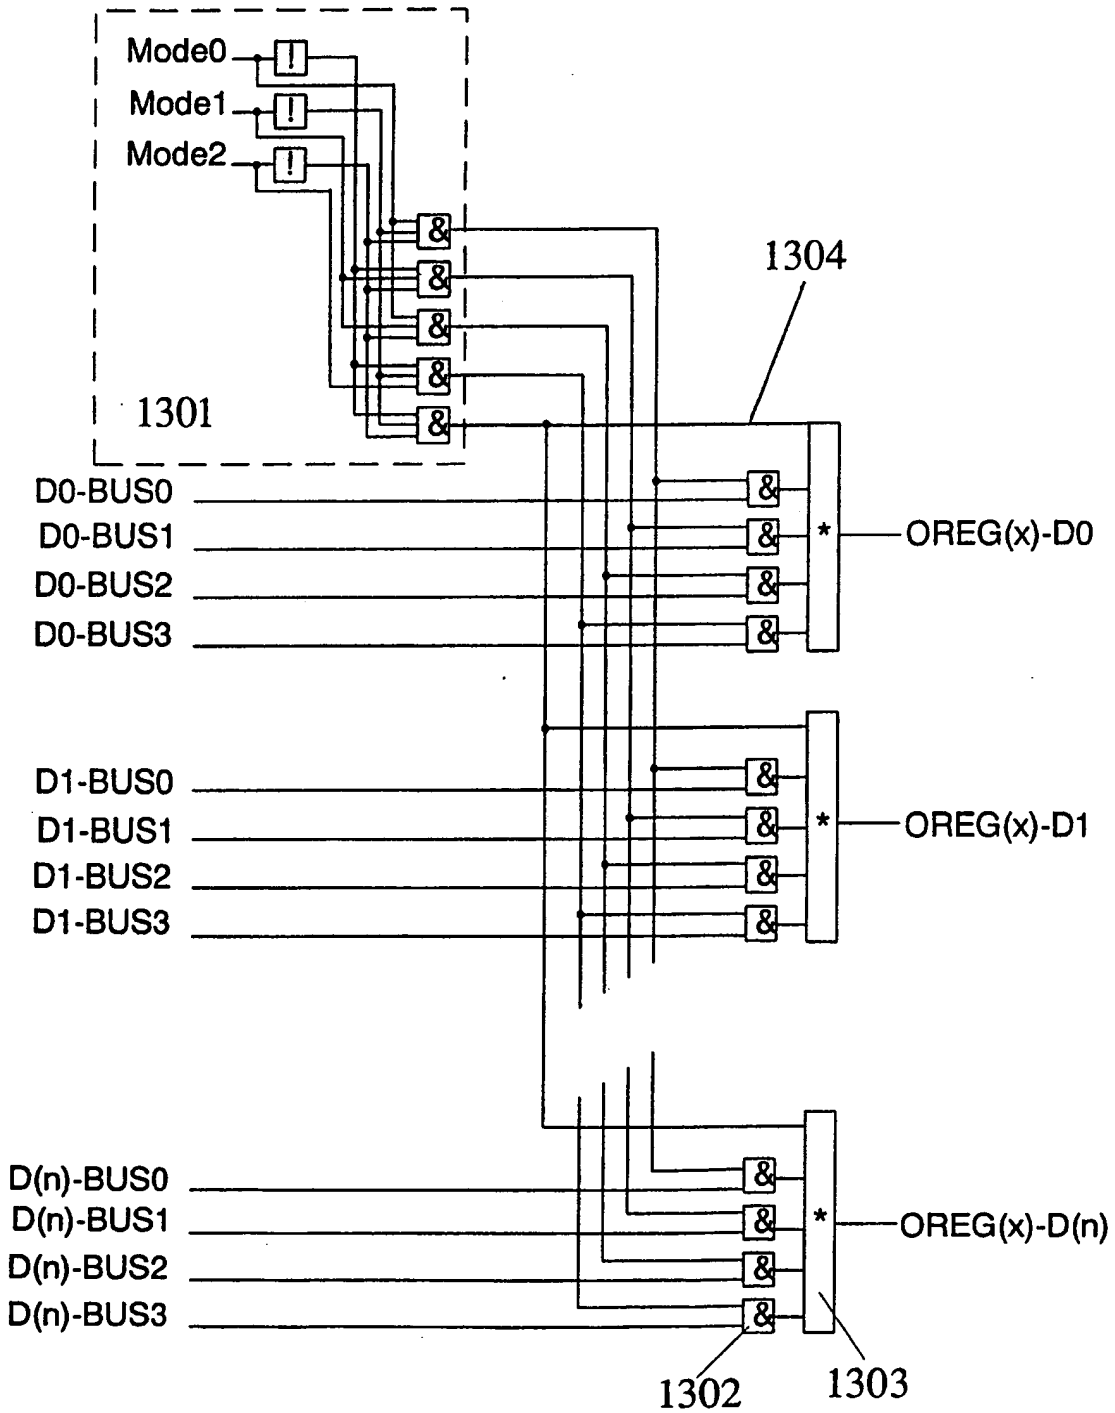 Mode0 !
Mode1 !
Mode2 !
&
&
1304
&
&
1301
&
D0-BUS0 &
D0-BUS1 & * OREG(x)-D0
D0-BUS2 &
D0-BUS3 &
D1-BUS0 &
D1-BUS1 & * OREG(x)-D1
D1-BUS2 &
D1-BUS3 &
D(n)-BUS0 &
D(n)-BUS1 & * OREG(x)-D(n)
D(n)-BUS2 &
D(n)-BUS3 &
1302 1303